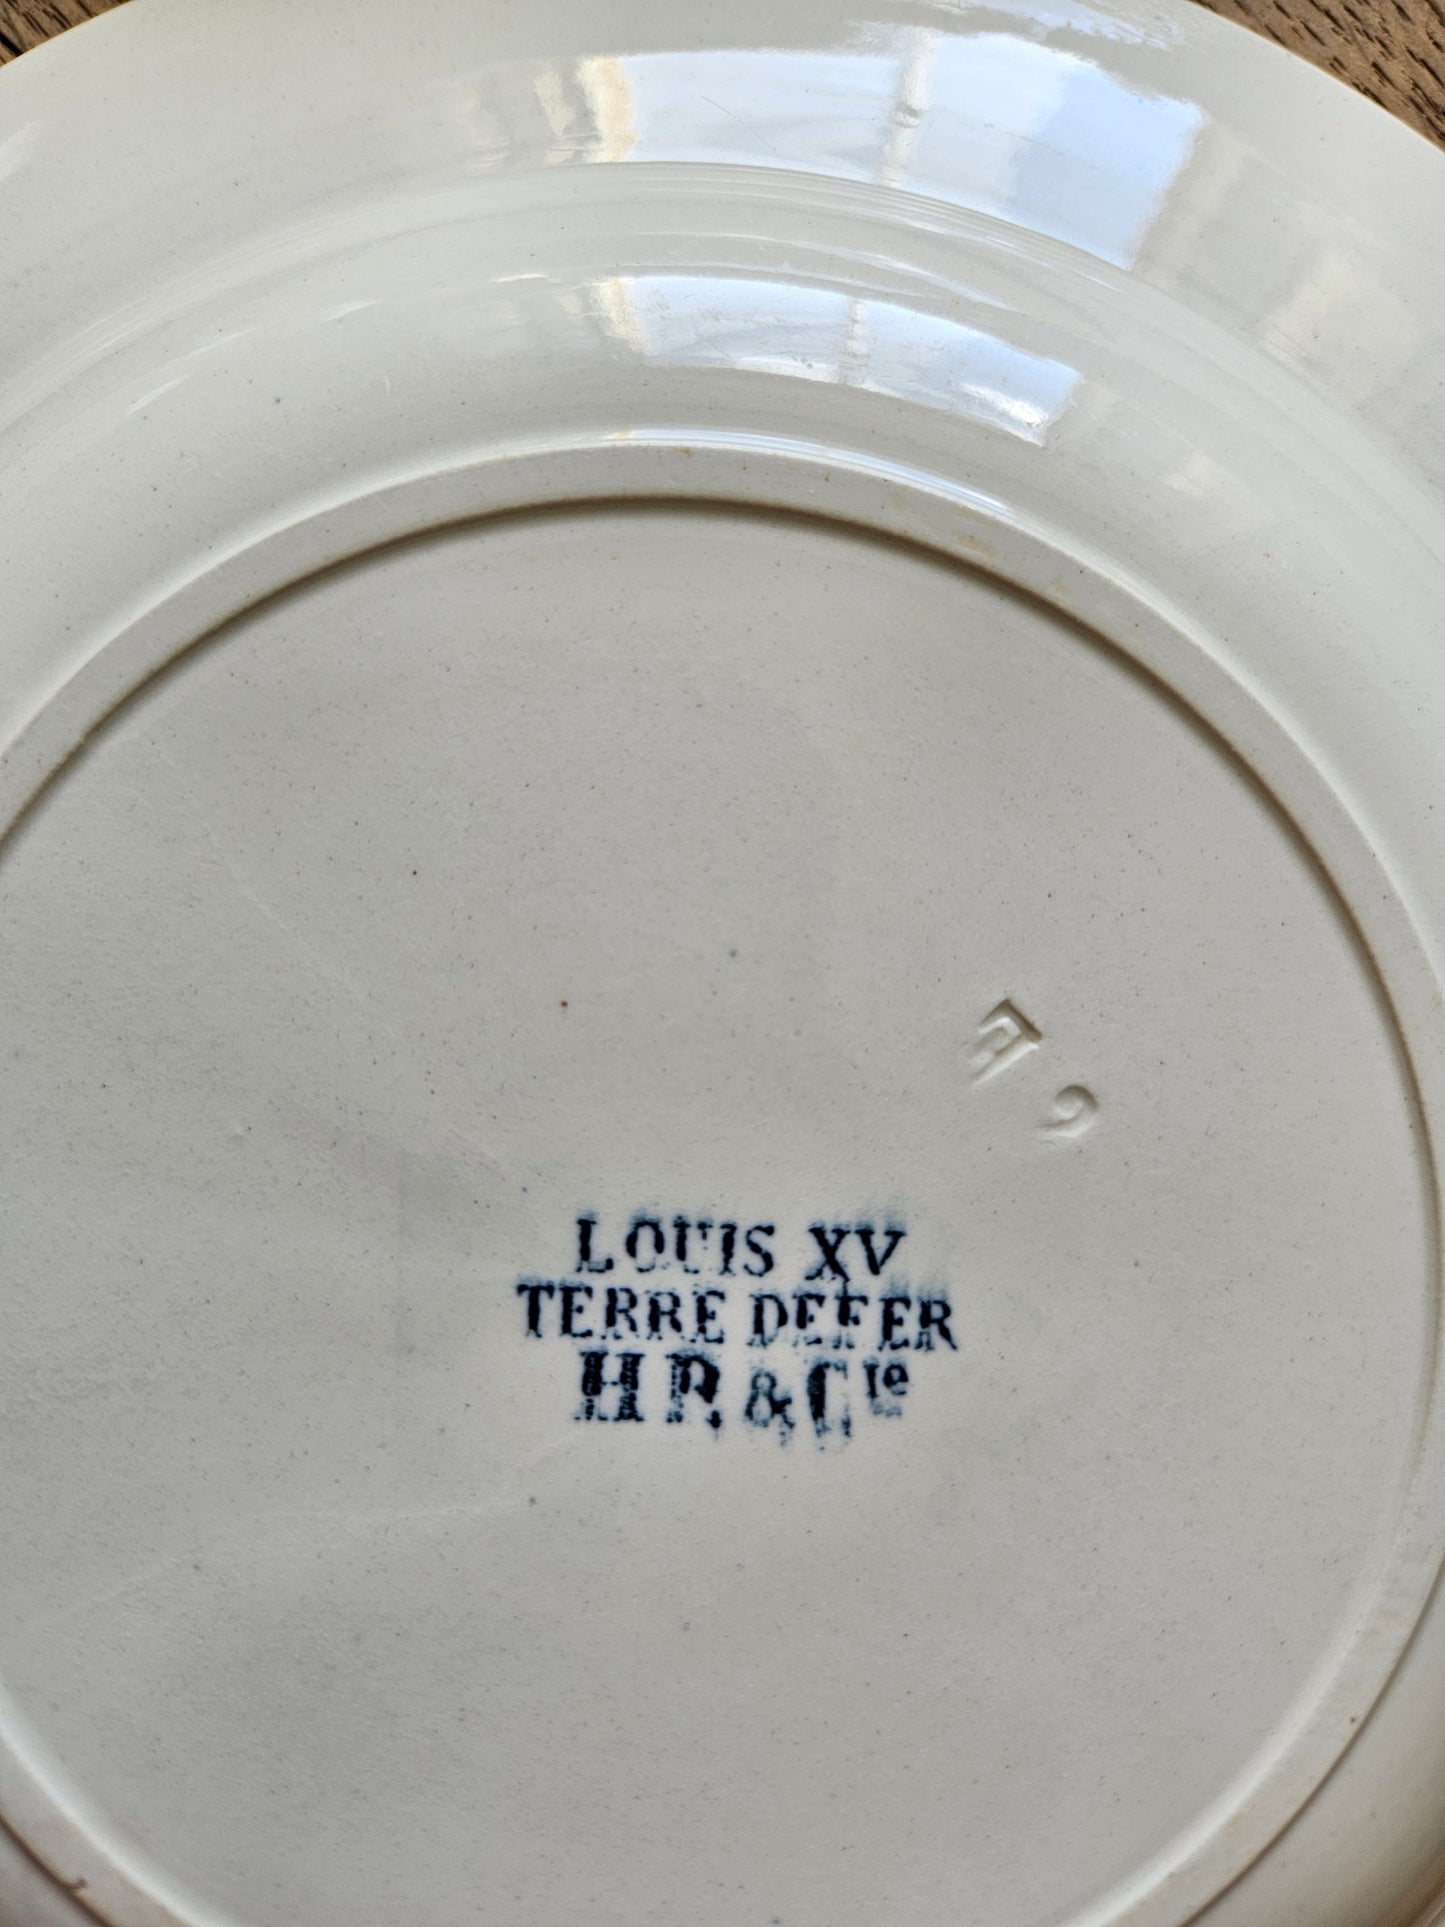 LOUIS XV
TERRE DE FER
H B. & Cie